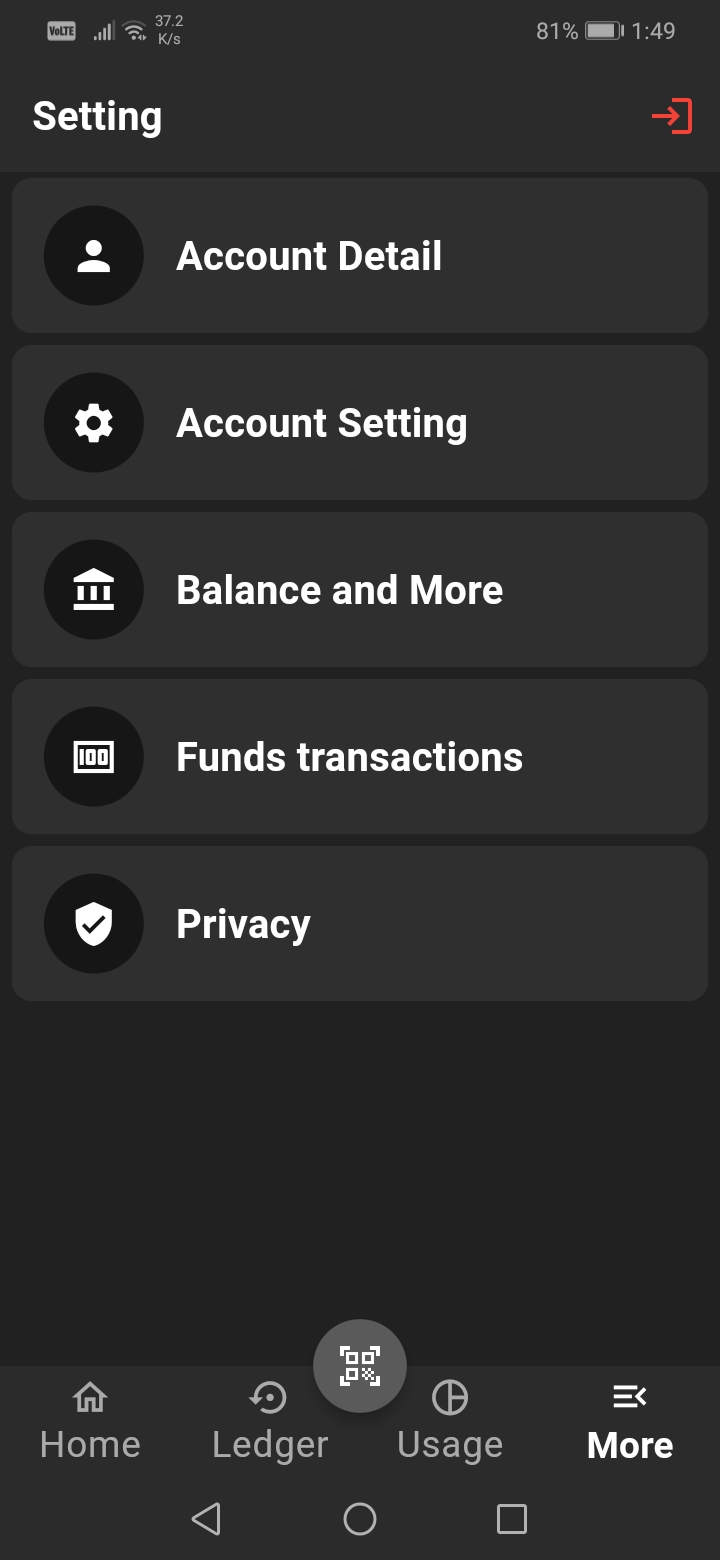 VoLTE 37.2 K/s 81% 1:49
Setting
Account Detail
Account Setting
Balance and More
100 Funds transactions
Privacy
Home Ledger Usage More